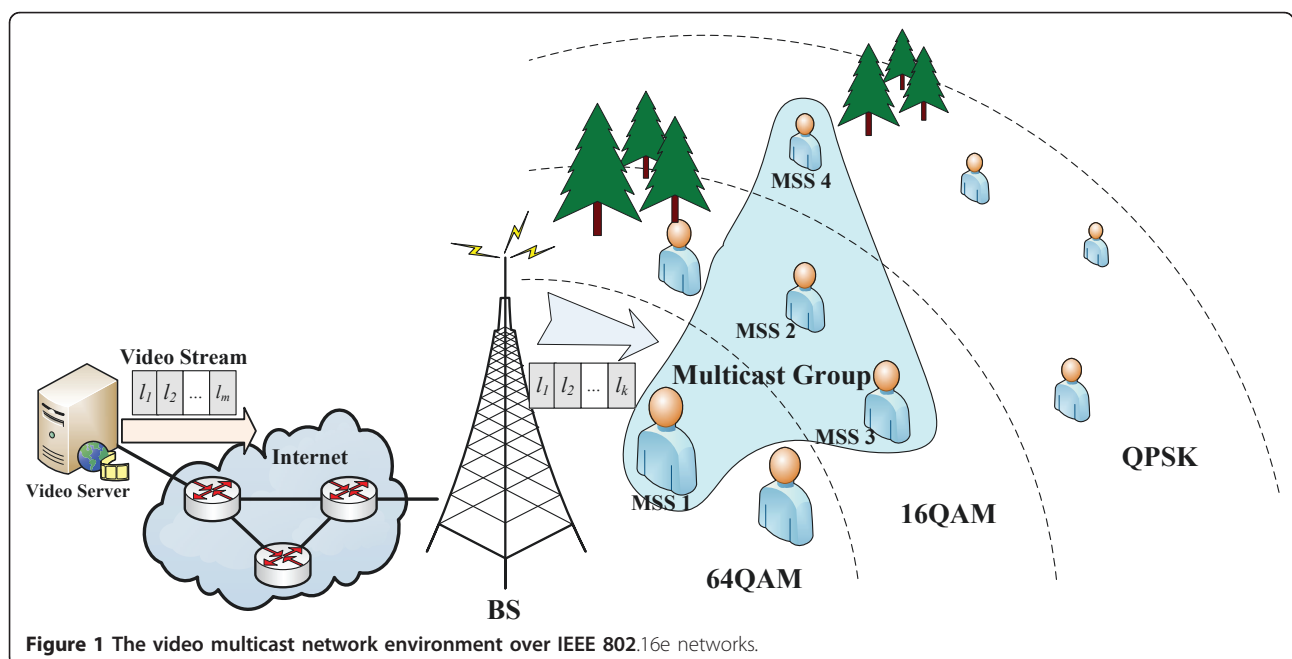 MSS 4
MSS 2
Video Stream
l1 l2 ... lm
l1 l2 ... lk
Multicast Group
MSS 3
Internet
QPSK
Video Server
MSS 1
16QAM
64QAM
BS
Figure 1 The video multicast network environment over IEEE 802.16e networks.